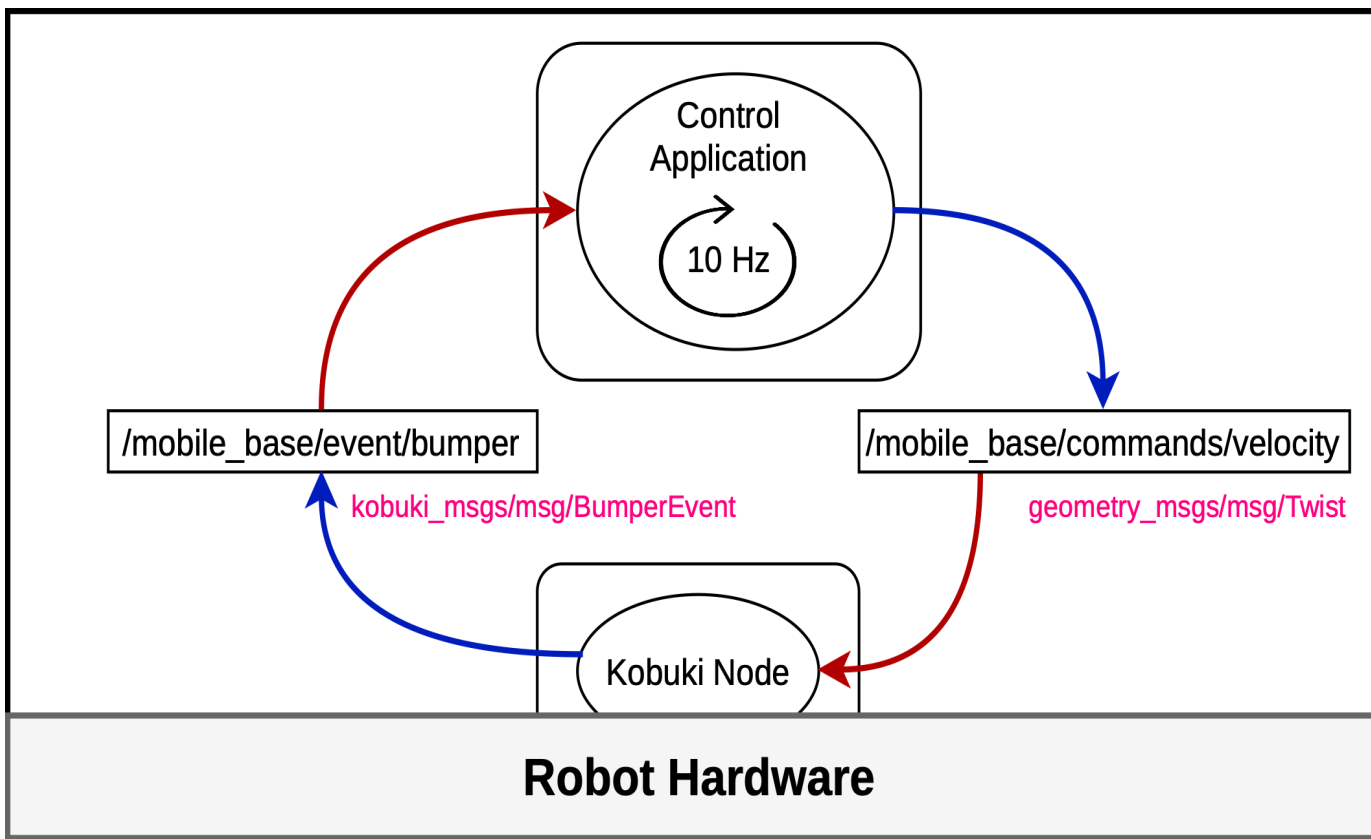 Control
Application
10 Hz
/mobile_base/event/bumper
/mobile_base/commands/velocity
kobuki_msgs/msg/BumperEvent
geometry_msgs/msg/Twist
Kobuki Node
Robot Hardware